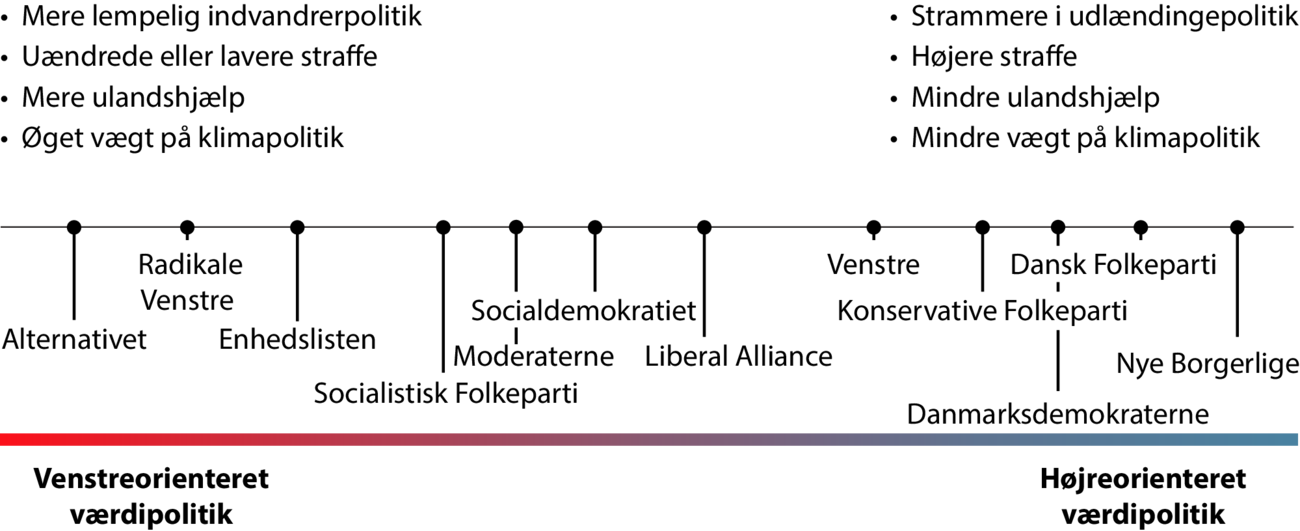 • Mere lempelig indvandrerpolitik
• Uændrede eller lavere straffe
• Mere ulandshjælp
• Øget vægt på klimapolitik
• Strammere i udlændingepolitik
• Højere straffe
• Mindre ulandshjælp
• Mindre vægt på klimapolitik
Alternativet
Radikale
Venstre
Enhedslisten
Socialistisk Folkeparti
Moderaterne
Socialdemokratiet
Liberal Alliance
Venstre
Konservative Folkeparti
Danmarksdemokraterne
Dansk Folkeparti
Nye Borgerlige
Venstreorienteret
værdipolitik
Højreorienteret
værdipolitik